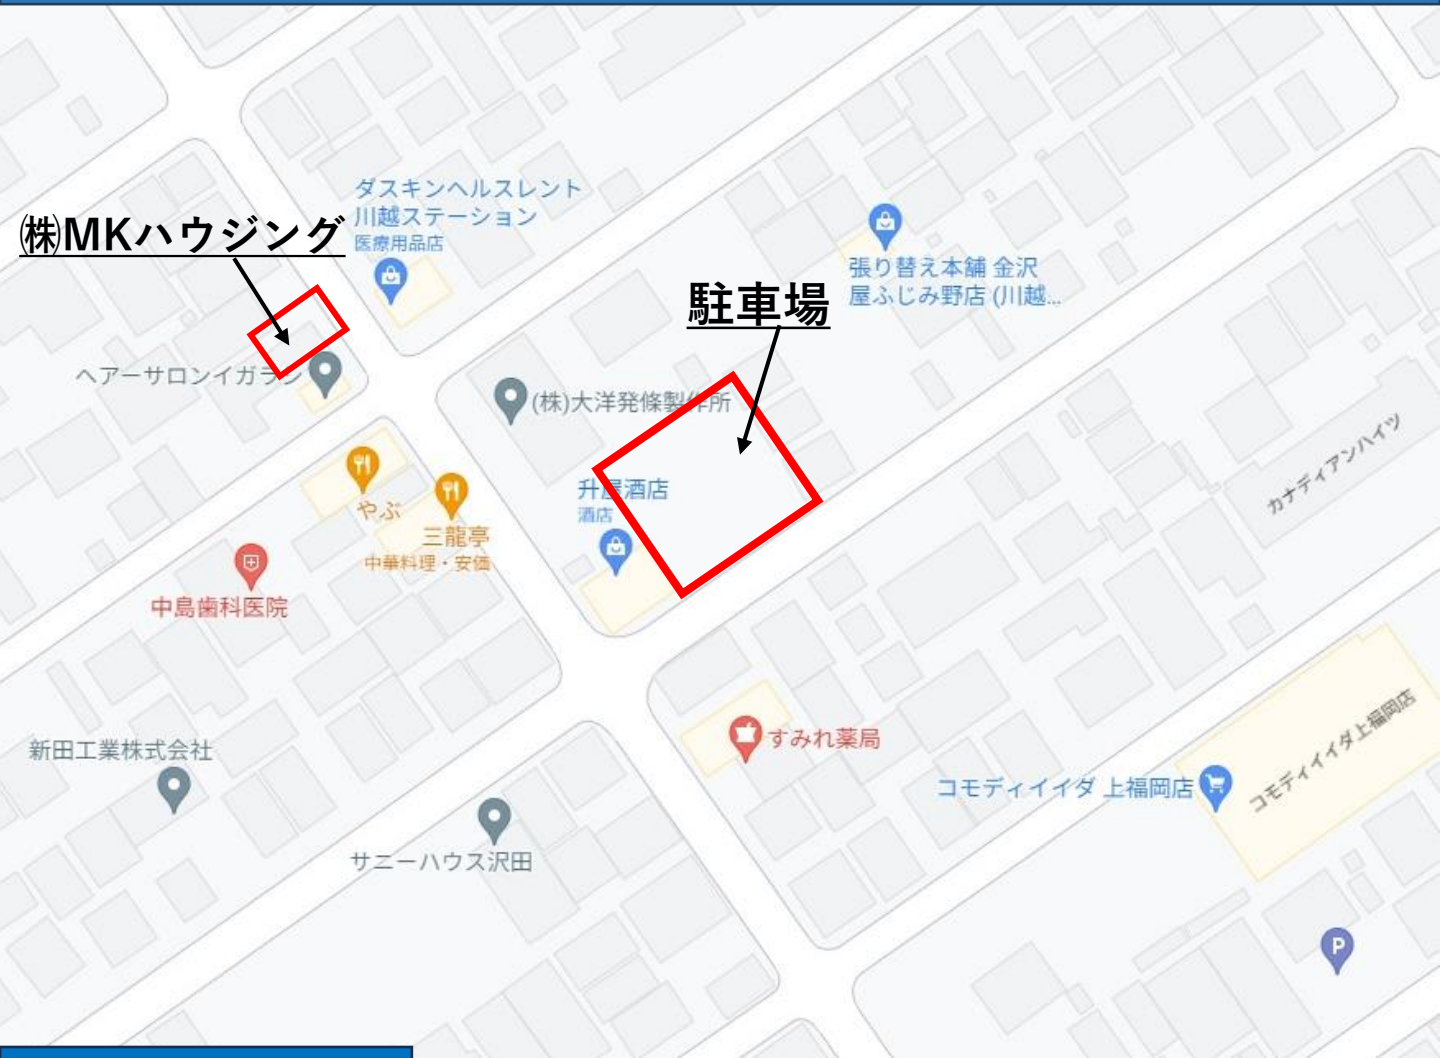 ダスキンヘルスレント
川越ステーション
医療用品店
㈱MKハウジング
張り替え本舗 金沢
屋ふじみ野店 (川越...
駐車場
ヘアーサロンイガラシ
(株)大洋発條製作所
カナディアンハイツ
升屋酒店
酒店
やぶ
三龍亭
中華料理・安価
中島歯科医院
すみれ薬局
新田工業株式会社
コモディイイダ 上福岡店
コモディイイダ上福岡店
サニーハウス沢田
P